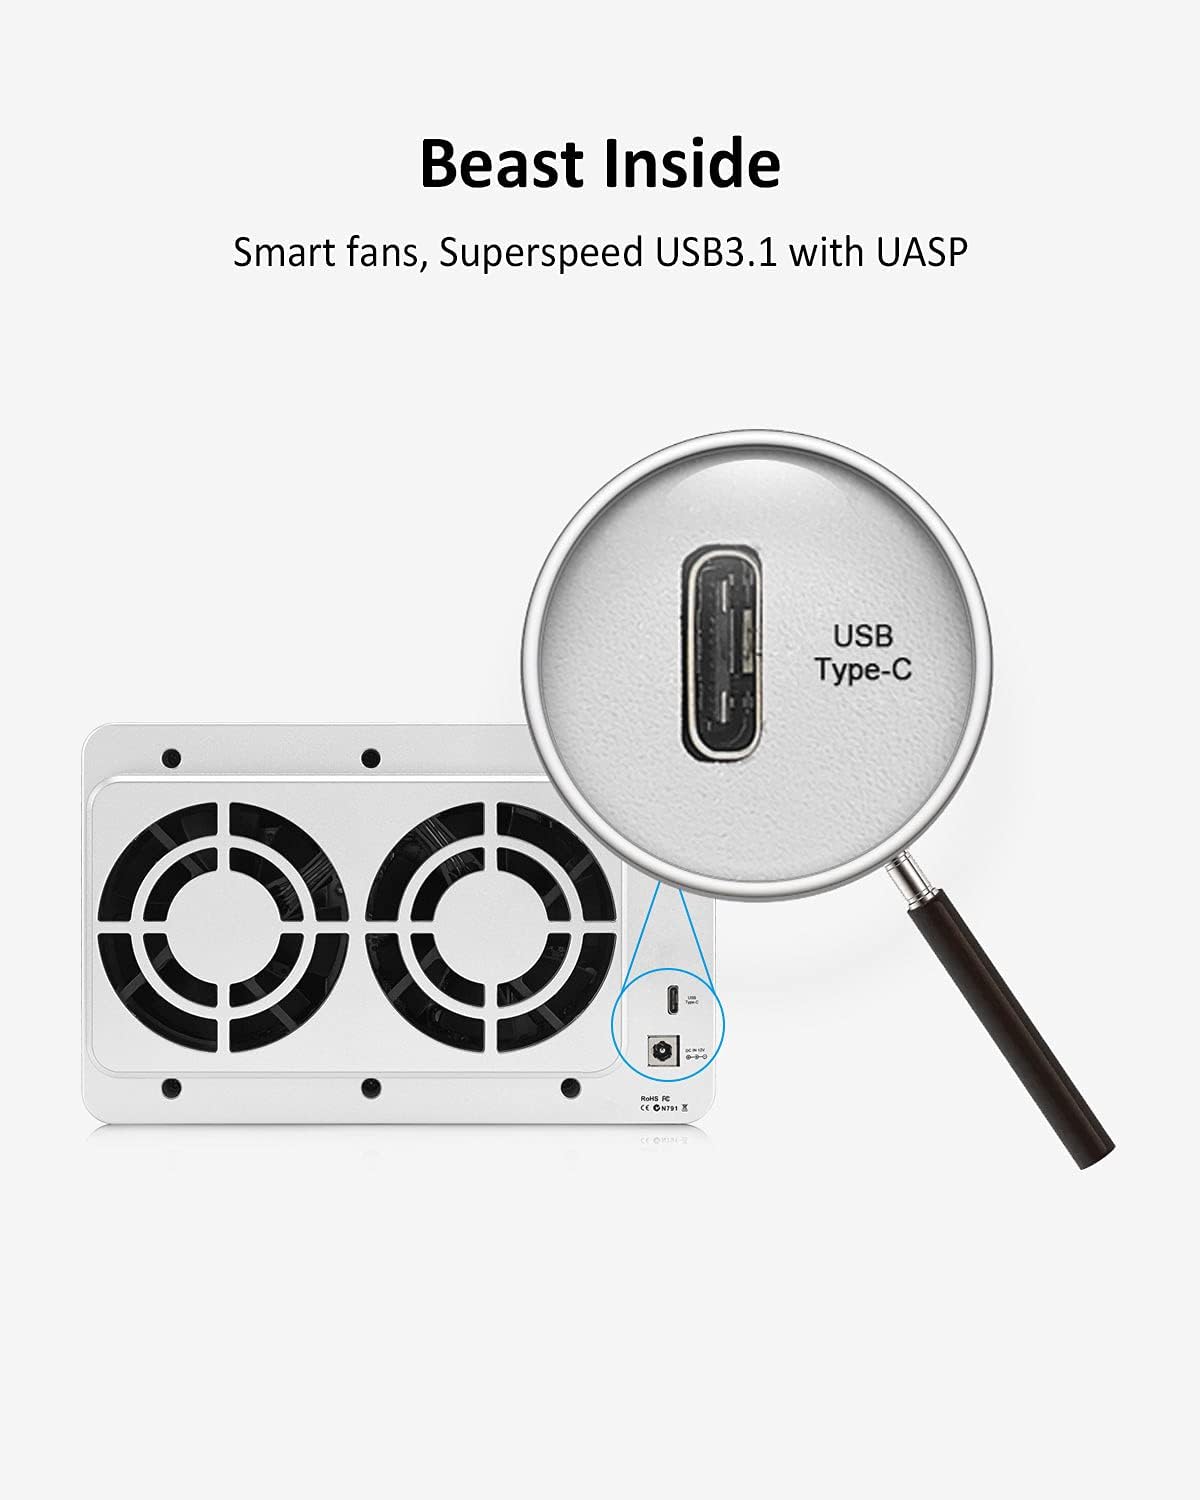 Beast Inside
Smart fans, Superspeed USB3.1 with UASP
USB
Type-C
USB
Type-C
DC IN 12V
RoHS FC
CE N791